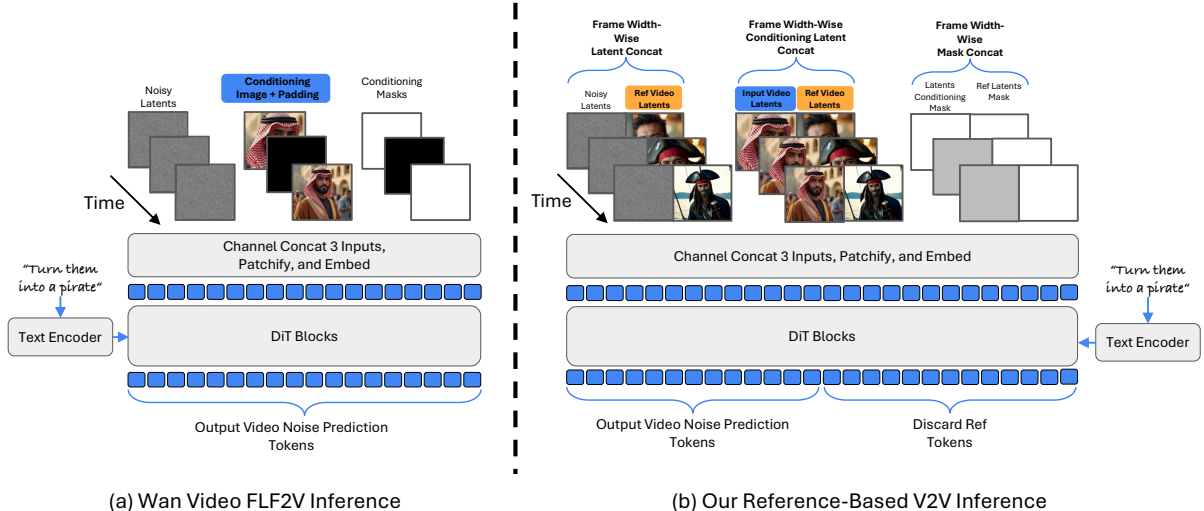 Noisy
Latents
Conditioning
Image + Padding
Conditioning
Masks
Time
Channel Concat 3 Inputs,
Patchify, and Embed
“Turn them
into a pirate“
Text Encoder
DiT Blocks
Output Video Noise Prediction
Tokens
(a) Wan Video FLF2V Inference
Frame Width-
Wise
Latent Concat
Frame Width-Wise
Conditioning Latent
Concat
Frame Width-
Wise
Mask Concat
Noisy
Latents
Ref Video
Latents
Input Video
Latents
Ref Video
Latents
Latents
Conditioning
Mask
Ref Latents
Mask
Time
Channel Concat 3 Inputs, Patchify, and Embed
“Turn them
into a pirate“
Text Encoder
DiT Blocks
Output Video Noise Prediction
Tokens
Discard Ref
Tokens
(b) Our Reference-Based V2V Inference